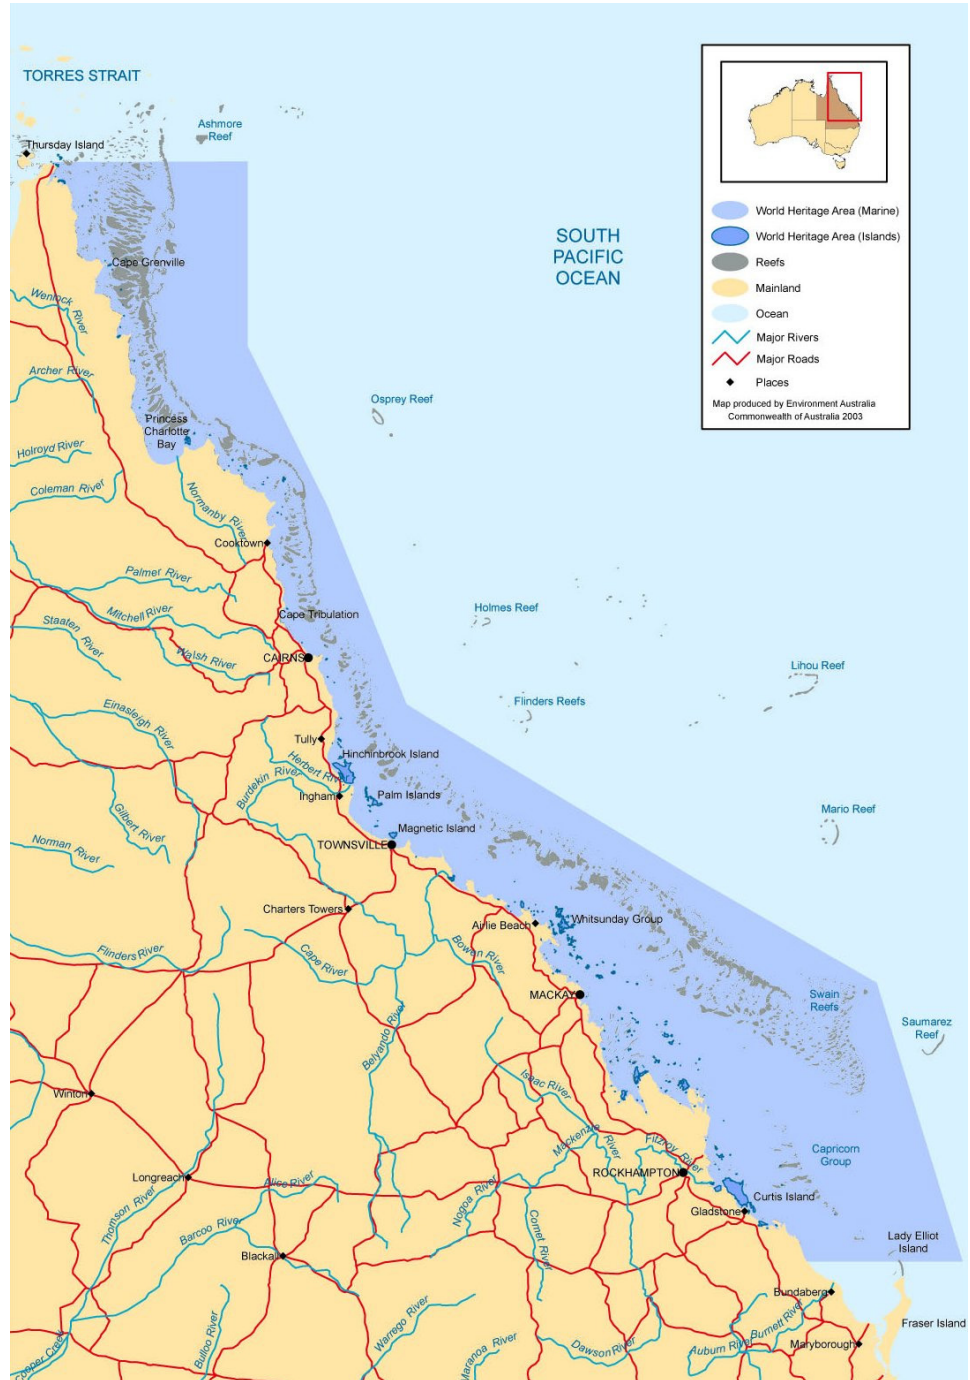 TORRES STRAIT
Ashmore
Reef
Thursday Island
SOUTH
PACIFIC
OCEAN
World Heritage Area (Marine)
World Heritage Area (Islands)
Reefs
Mainland
Ocean
Major Rivers
Major Roads
Places
Map produced by Environment Australia
Commonwealth of Australia 2003
Cape Grenville
Wenlock River
Archer River
Osprey Reef
Princess
Charlotte
Bay
Holroyd River
Coleman River
Normanby River
Cooktown
Palmer River
Mitchell River
Staaten River
Cape Tribulation
Holmes Reef
Walsh River
CAIRNS
Lihou Reef
Flinders Reefs
Einasleigh River
Tully
Hinchinbrook Island
Herbert River
Burdekin River
Ingham
Palm Islands
Mario Reef
Gilbert River
Magnetic Island
Norman River
TOWNSVILLE
Charters Towers
Whitsunday Group
Airlie Beach
Flinders River
Cape River
Bowen River
MACKAY
Swain
Reefs
Saumarez
Reef
Belyando River
Winton
Isaac River
Mackenzie River
Fitzroy River
Capricorn
Group
ROCKHAMPTON
Longreach
Alice River
Curtis Island
Thomson River
Nogoa River
Comet River
Gladstone
Barcoo River
Blackall
Lady Elliot
Island
Bundaberg
Burnett River
Fraser Island
Warrego River
Bulloo River
Cooper Creek
Maranoa River
Dawson River
Auburn River
Maryborough